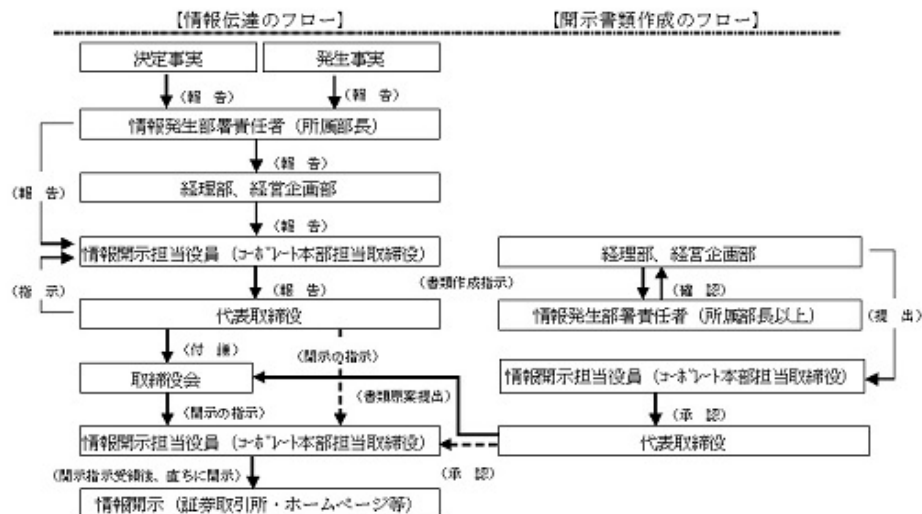 【情報伝達のフロー】
【開示書類作成のフロー】
決定事実
発生事実
（報 告）
（報 告）
情報発生部署責任者（所属部長）
（報 告）
（報 告）
経理部、経営企画部
（報 告）
情報開示担当役員（コーポレート本部担当取締役）
（指 示）
（報 告）
代表取締役
（付 議）
（開示の指示）
取締役会
（開示の指示）
情報開示担当役員（コーポレート本部担当取締役）
（開示指示受領後、直ちに開示）
情報開示（証券取引所・ホームページ等）
経理部、経営企画部
（書類作成指示）
（確 認）
情報発生部署責任者（所属部長以上）
（提 出）
情報開示担当役員（コーポレート本部担当取締役）
（書類原案提出）
（承 認）
代表取締役
（承 認）